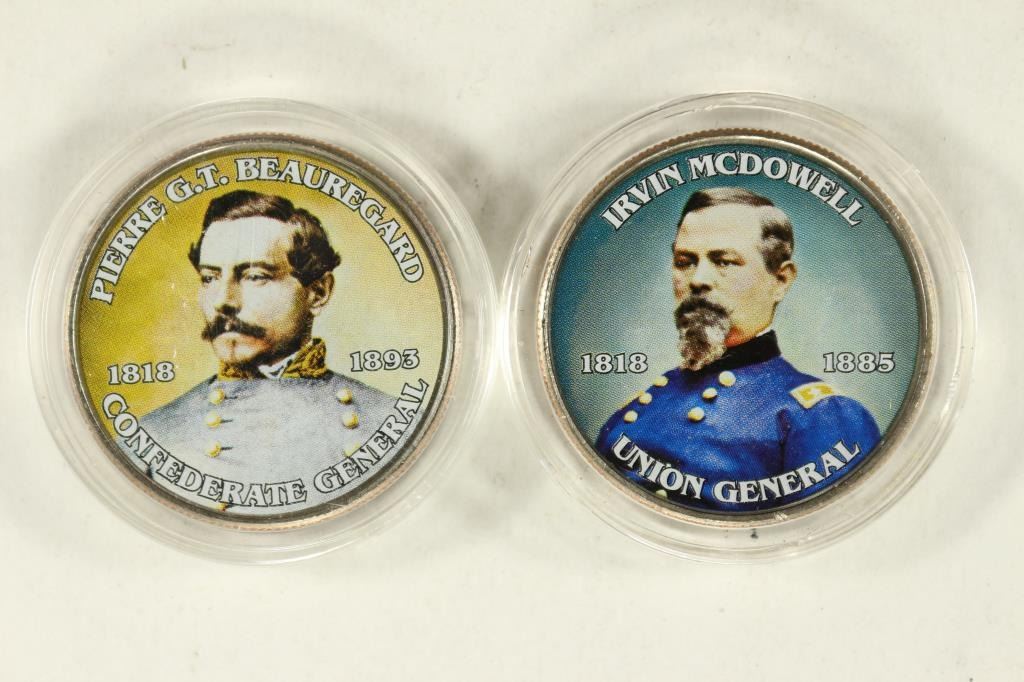 PIERRE G.T. BEAUREGARD
1818 1893
CONFEDERATE GENERAL
IRVIN MCDOWELL
1818 1885
UNION GENERAL